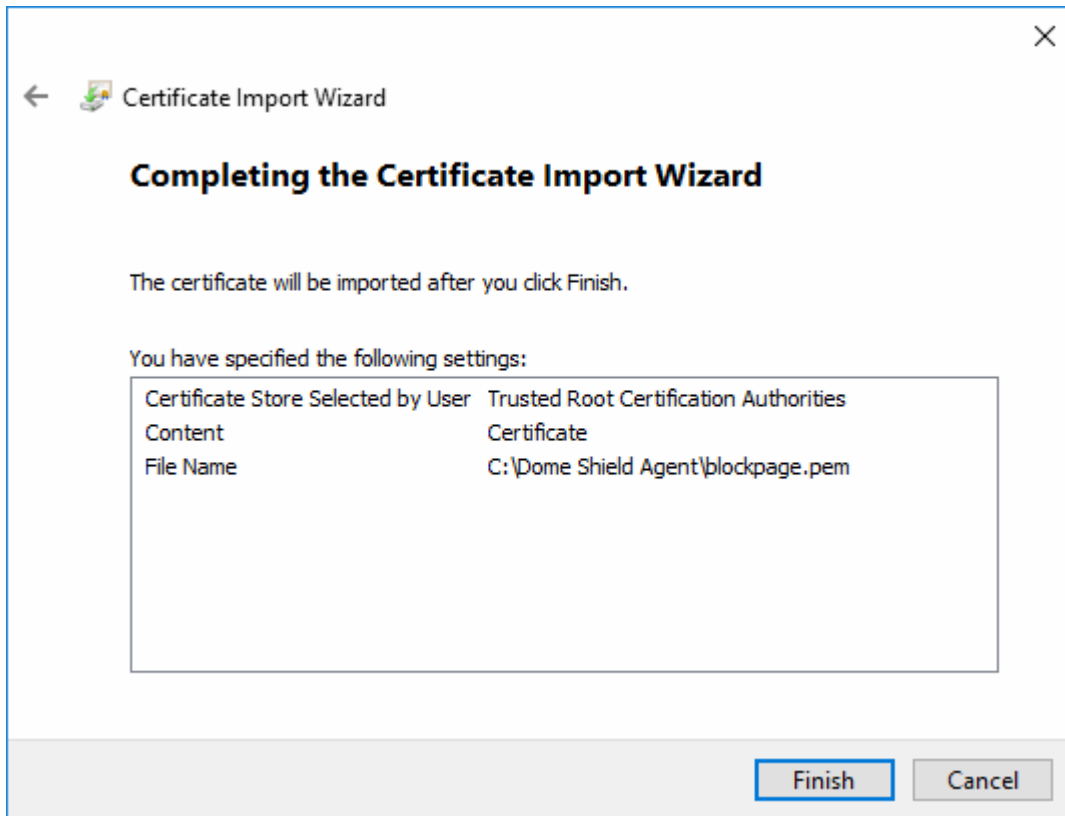 Certificate Import Wizard
Completing the Certificate Import Wizard
The certificate will be imported after you click Finish.
You have specified the following settings:
Certificate Store Selected by User Trusted Root Certification Authorities
Content Certificate
File Name C:\Dome Shield Agent\blockpage.pem
Finish Cancel